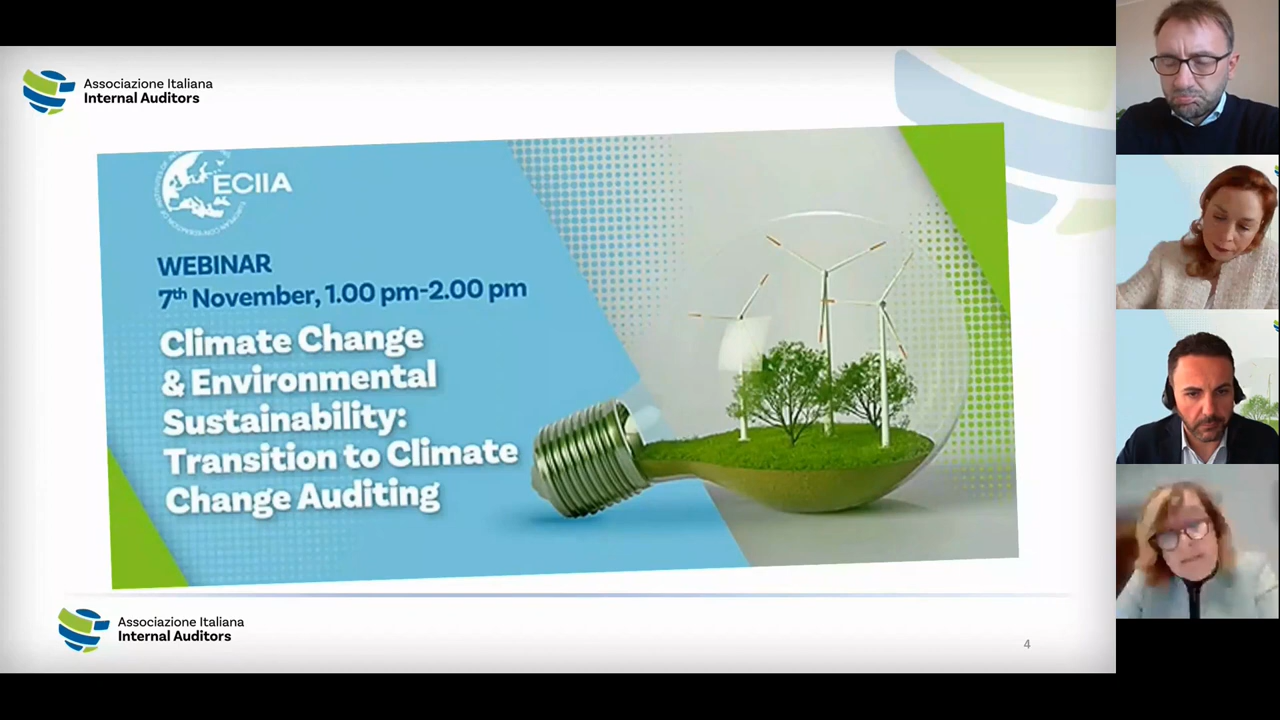 Associazione Italiana
Internal Auditors
ECIIA
WEBINAR
7th November, 1.00 pm-2.00 pm
Climate Change
& Environmental
Sustainability:
Transition to Climate
Change Auditing
Associazione Italiana
Internal Auditors
4